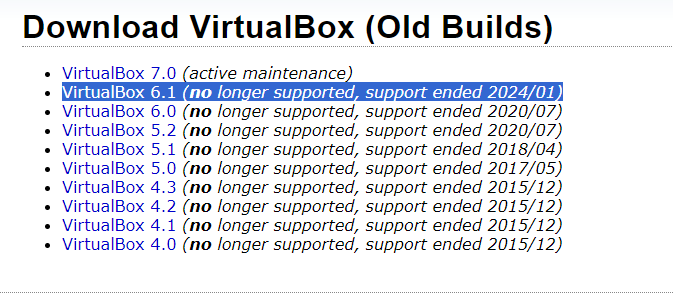 Download VirtualBox (Old Builds)
VirtualBox 7.0 (active maintenance)
VirtualBox 6.1 (no longer supported, support ended 2024/01)
VirtualBox 6.0 (no longer supported, support ended 2020/07)
VirtualBox 5.2 (no longer supported, support ended 2020/07)
VirtualBox 5.1 (no longer supported, support ended 2018/04)
VirtualBox 5.0 (no longer supported, support ended 2017/05)
VirtualBox 4.3 (no longer supported, support ended 2015/12)
VirtualBox 4.2 (no longer supported, support ended 2015/12)
VirtualBox 4.1 (no longer supported, support ended 2015/12)
VirtualBox 4.0 (no longer supported, support ended 2015/12)